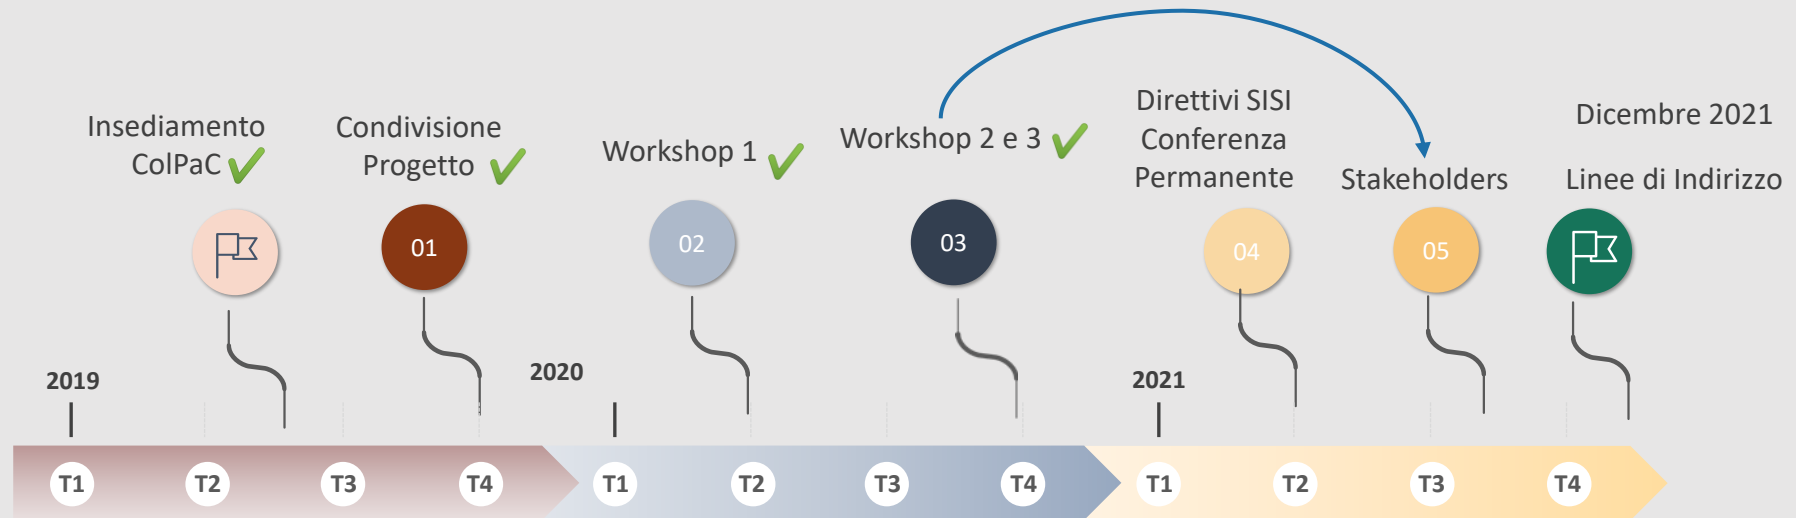 Insediamento
ColPaC
Condivisione
Progetto
Workshop 1
Workshop 2 e 3
Direttivi SISI
Conferenza
Permanente
Stakeholders
Dicembre 2021
Linee di Indirizzo
01
02
03
04
05
2019
2020
2021
T1
T2
T3
T4
T1
T2
T3
T4
T1
T2
T3
T4